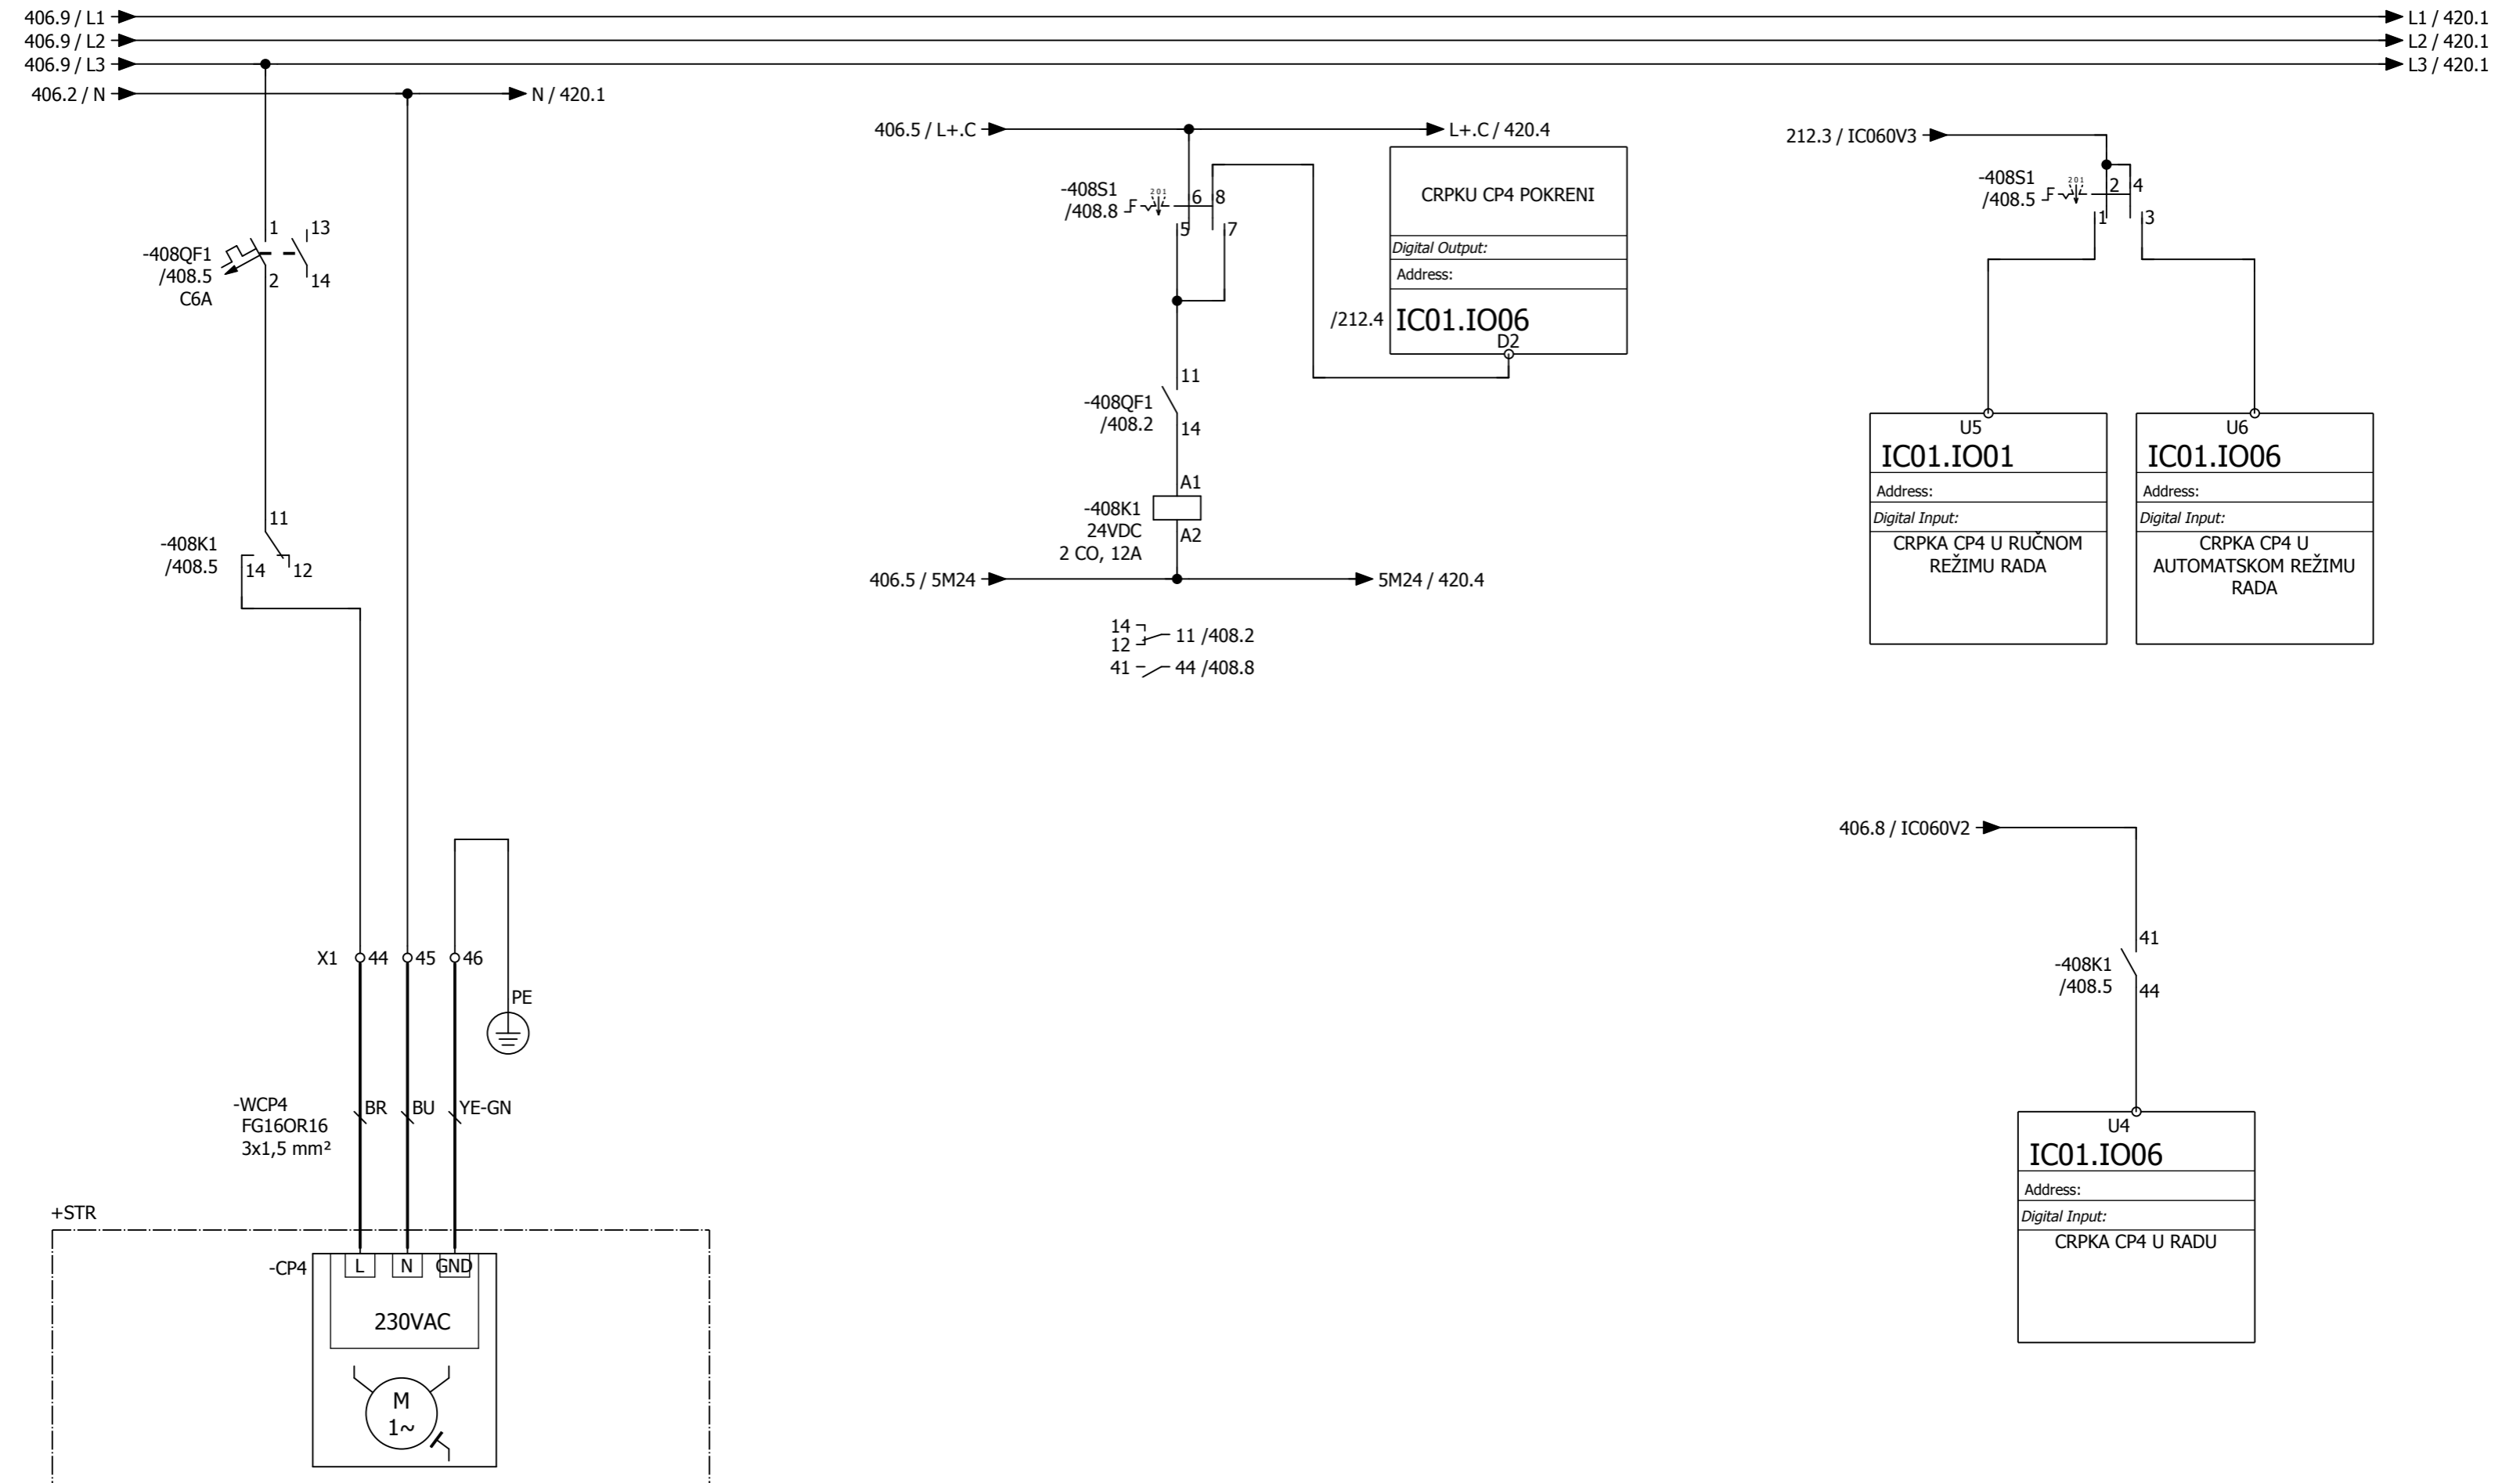 406.9 / L1
L1 / 420.1
406.9 / L2
L2 / 420.1
406.9 / L3
L3 / 420.1
406.2 / N
N / 420.1
1
13
-408QF1
/408.5
C6A
2
14
11
-408K1
/408.5
14
12
X1
44
45
46
PE
-WCP4
FG16OR16
3x1,5 mm²
BR
BU
YE-GN
+STR
-CP4
L
N
GND
230VAC
M
1~
406.5 / L+.C
L+.C / 420.4
-408S1
/408.8
2 0 1
6
8
5
7
CRPKU CP4 POKRENI
Digital Output:
Address:
/212.4
IC01.IO06
D2
11
-408QF1
/408.2
14
A1
-408K1
24VDC
2 CO, 12A
A2
406.5 / 5M24
5M24 / 420.4
14
12
11 /408.2
41
44 /408.8
212.3 / IC060V3
-408S1
/408.5
2 0 1
2
4
1
3
U5
IC01.IO01
Address:
Digital Input:
CRPKA CP4 U RUČNOM
REŽIMU RADA
U6
IC01.IO06
Address:
Digital Input:
CRPKA CP4 U
AUTOMATSKOM REŽIMU
RADA
406.8 / IC060V2
41
-408K1
/408.5
44
U4
IC01.IO06
Address:
Digital Input:
CRPKA CP4 U RADU